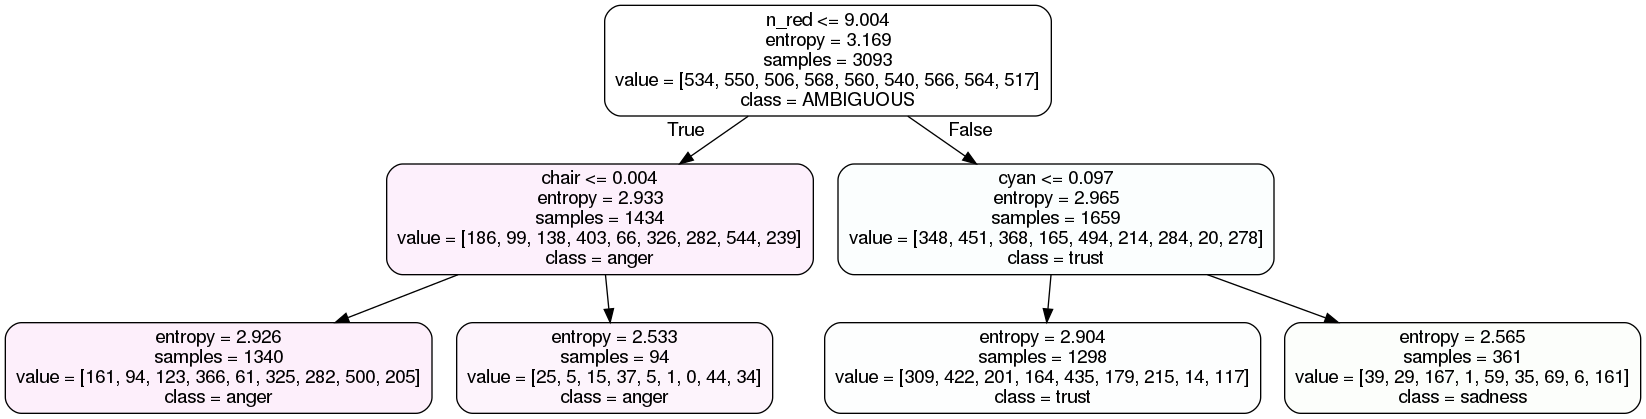 n_red <= 9.004
entropy = 3.169
samples = 3093
value = [534, 550, 506, 568, 560, 540, 566, 564, 517]
class = AMBIGUOUS
True
False
chair <= 0.004
entropy = 2.933
samples = 1434
value = [186, 99, 138, 403, 66, 326, 282, 544, 239]
class = anger
cyan <= 0.097
entropy = 2.965
samples = 1659
value = [348, 451, 368, 165, 494, 214, 284, 20, 278]
class = trust
entropy = 2.926
samples = 1340
value = [161, 94, 123, 366, 61, 325, 282, 500, 205]
class = anger
entropy = 2.533
samples = 94
value = [25, 5, 15, 37, 5, 1, 0, 44, 34]
class = anger
entropy = 2.904
samples = 1298
value = [309, 422, 201, 164, 435, 179, 215, 14, 117]
class = trust
entropy = 2.565
samples = 361
value = [39, 29, 167, 1, 59, 35, 69, 6, 161]
class = sadness